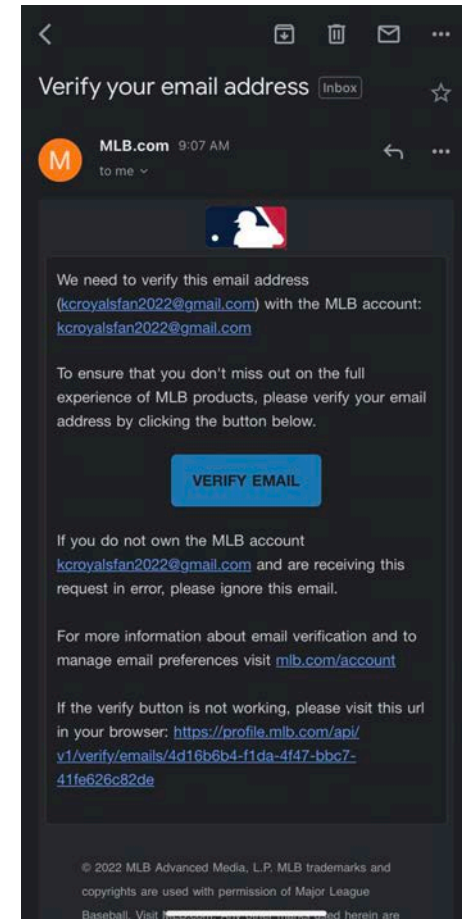 Verify your email address Inbox
M
MLB.com 9:07 AM
to me
We need to verify this email address
(kcroyalsfan2022@gmail.com) with the MLB account:
kcroyalsfan2022@gmail.com
To ensure that you don't miss out on the full
experience of MLB products, please verify your email
address by clicking the button below.
VERIFY EMAIL
If you do not own the MLB account
kcroyalsfan2022@gmail.com and are receiving this
request in error, please ignore this email.
For more information about email verification and to
manage email preferences visit mlb.com/account
If the verify button is not working, please visit this url
in your browser: https://profile.mlb.com/api/
v1/verify/emails/4d16b6b4-f1da-4f47-bbc7-
41fe626c82de
© 2022 MLB Advanced Media, L.P. MLB trademarks and
copyrights are used with permission of Major League
Baseball. Visit herein are